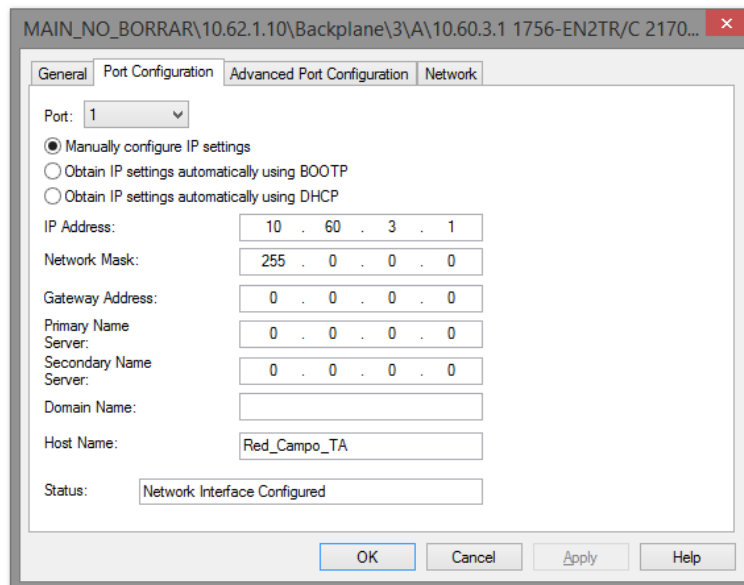 MAIN_NO_BORRAR\10.62.1.10\Backplane\3\A\10.60.3.1 1756-EN2TR/C 2170...
General Port Configuration Advanced Port Configuration Network
Port: 1
Manually configure IP settings
Obtain IP settings automatically using BOOTP
Obtain IP settings automatically using DHCP
IP Address: 10 . 60 . 3 . 1
Network Mask: 255 . 0 . 0 . 0
Gateway Address: 0 . 0 . 0 . 0
Primary Name
Server: 0 . 0 . 0 . 0
Secondary Name
Server: 0 . 0 . 0 . 0
Domain Name:
Host Name: Red_Campo_TA
Status: Network Interface Configured
OK Cancel Apply Help